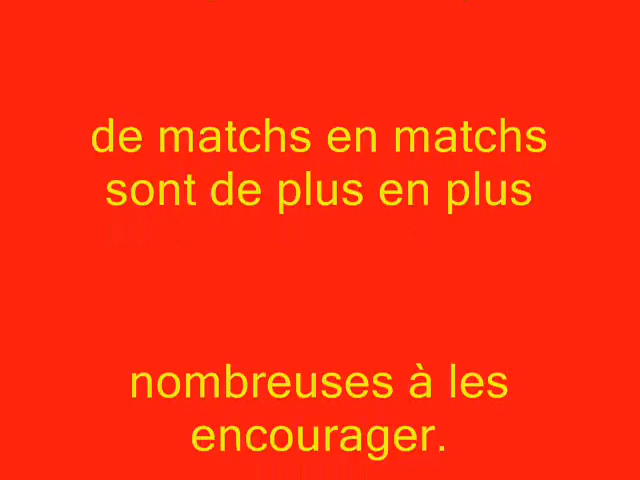 de matchs en matchs
sont de plus en plus
nombreuses à les
encourager.